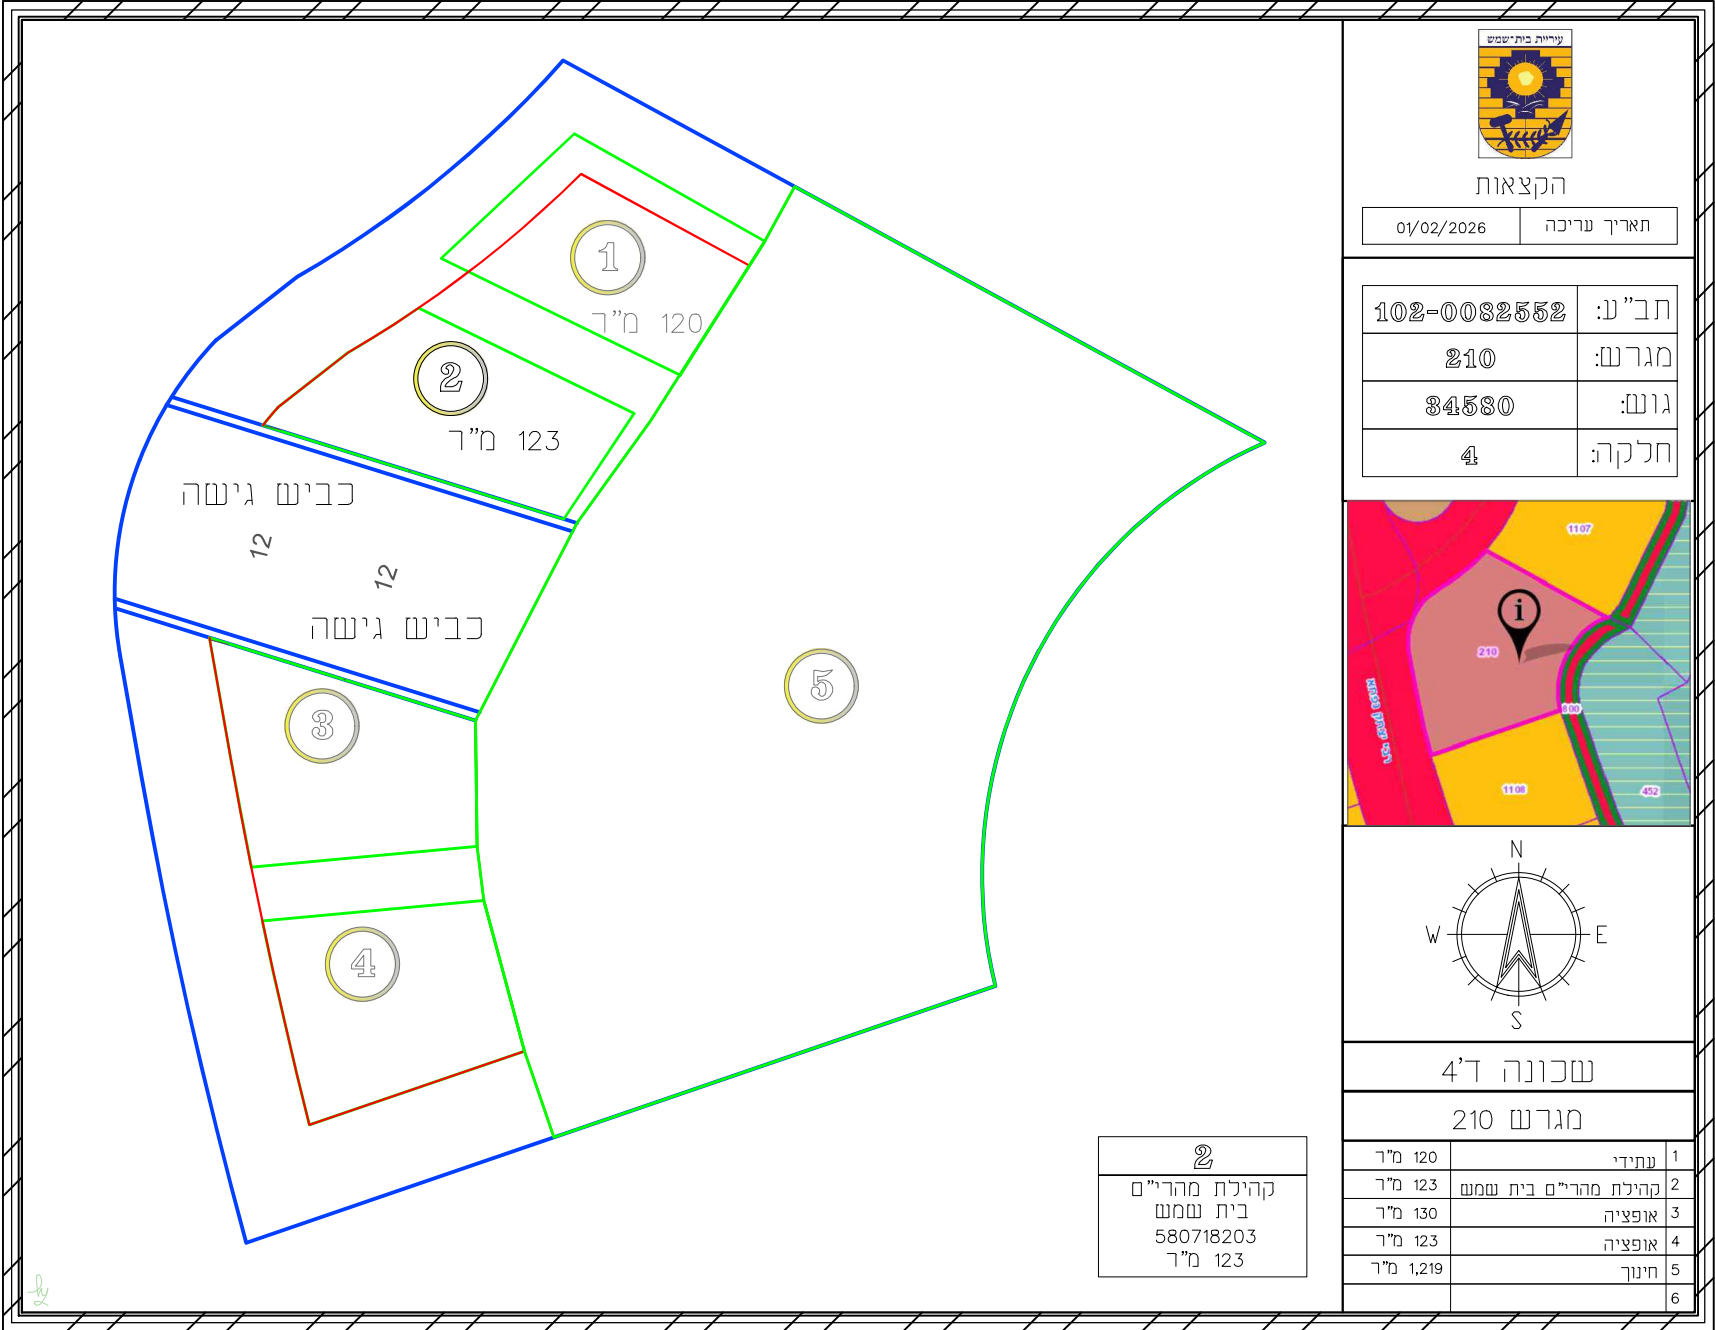 עיריית בית־שמש
הקצאות
תאריך עריכה 01/02/2026
תב"ע: 102-0082552
מגרש: 210
גוש: 34580
חלקה: 4
1107
210
800
1108
452
N
W E
S
שכונה ד'4
מגרש 210
1 עתידי 120 מ"ר
2 קהילת מהרי"ם בית שמש 123 מ"ר
3 אופציה 130 מ"ר
4 אופציה 123 מ"ר
5 חינוך 1,219 מ"ר
6
1
120 מ"ר
2
123 מ"ר
כביש גישה
12
12
כביש גישה
3
4
5
2
קהילת מהרי"ם
בית שמש
580718203
123 מ"ר